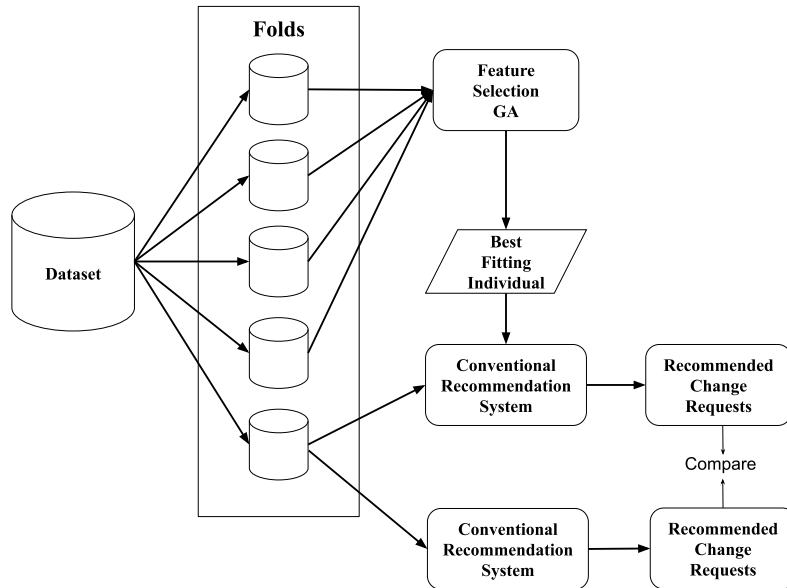 Folds
Feature
Selection
GA
Dataset
Best
Fitting
Individual
Conventional
Recommendation
System
Recommended
Change
Requests
Compare
Conventional
Recommendation
System
Recommended
Change
Requests